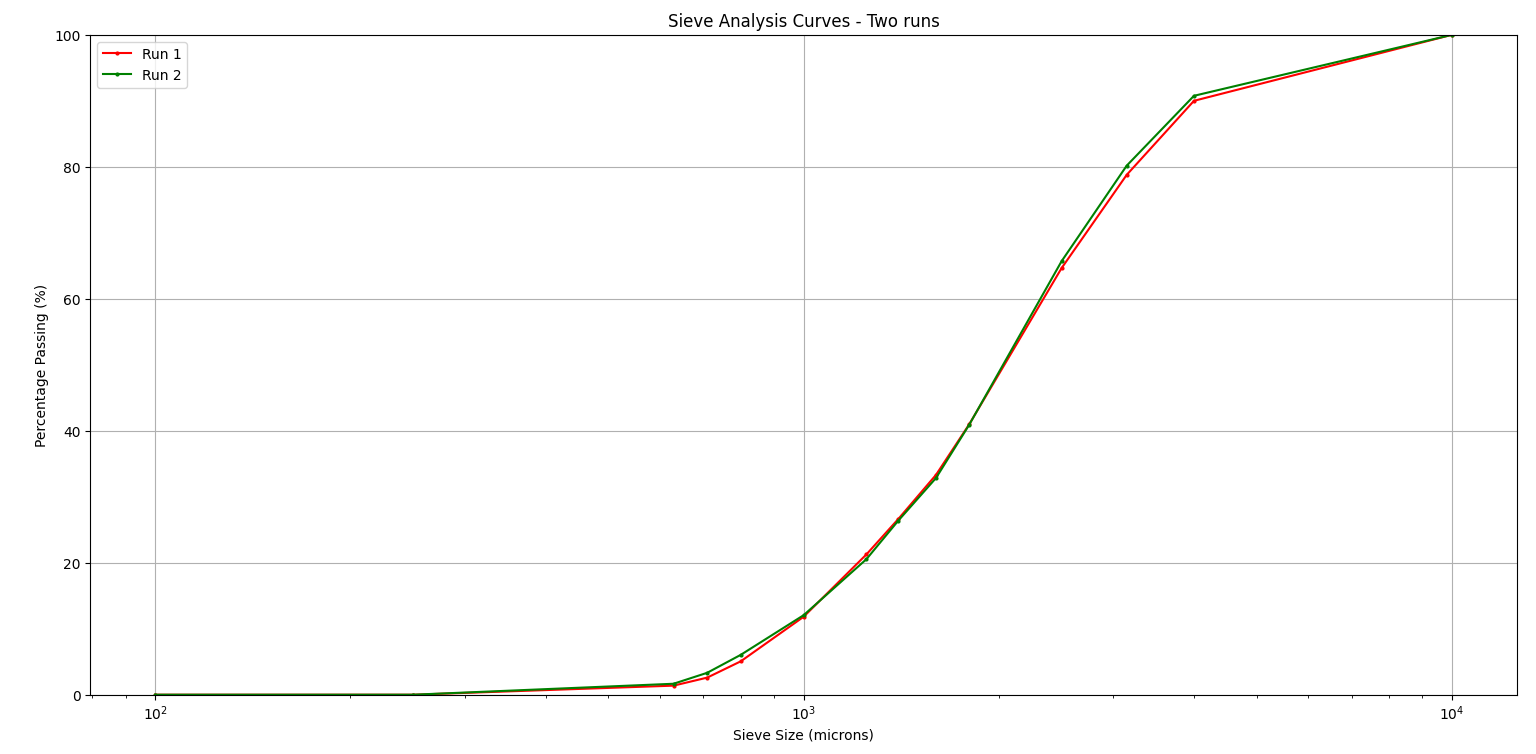 Sieve Analysis Curves - Two runs
100
80
60
40
20
0
Run 1
Run 2
Percentage Passing (%)
10²
10³
10⁴
Sieve Size (microns)